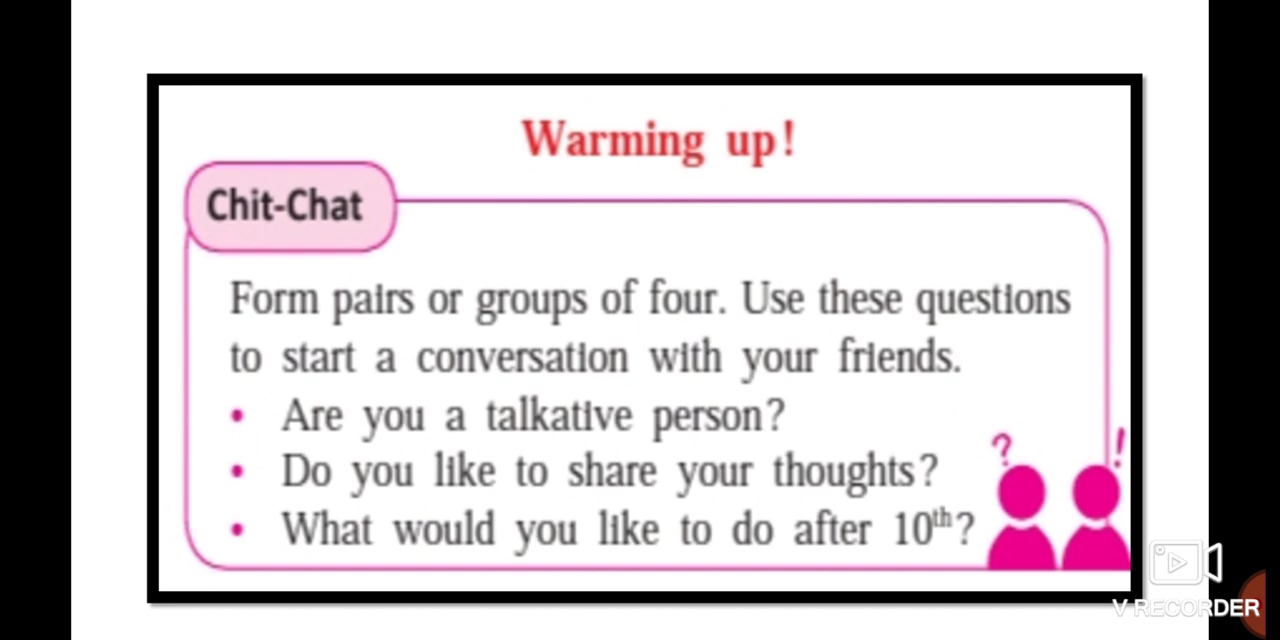 Warming up!
Chit-Chat
Form pairs or groups of four. Use these questions
to start a conversation with your friends.
• Are you a talkative person?
• Do you like to share your thoughts?
• What would you like to do after 10th?
? !
V RECORDER